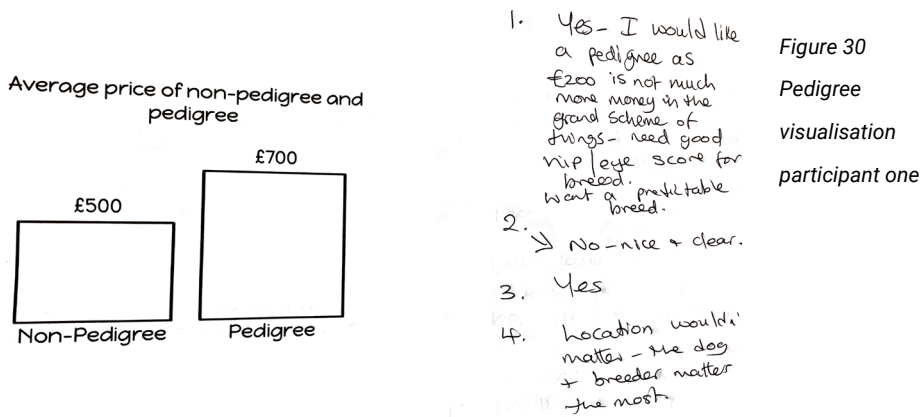 Average price of non-pedigree and
pedigree
£500
£700
Non-Pedigree
Pedigree
1. Yes - I would like
a pedigree as
£200 is not much
more money in the
grand scheme of
things - need good
hip/eye score for
breed.
Want a predictable
breed.
2.
↘ No - nice + clear.
3. Yes
4. Location wouldn'
matter - the dog
+ breeder matter
the most.
Figure 30
Pedigree
visualisation
participant one